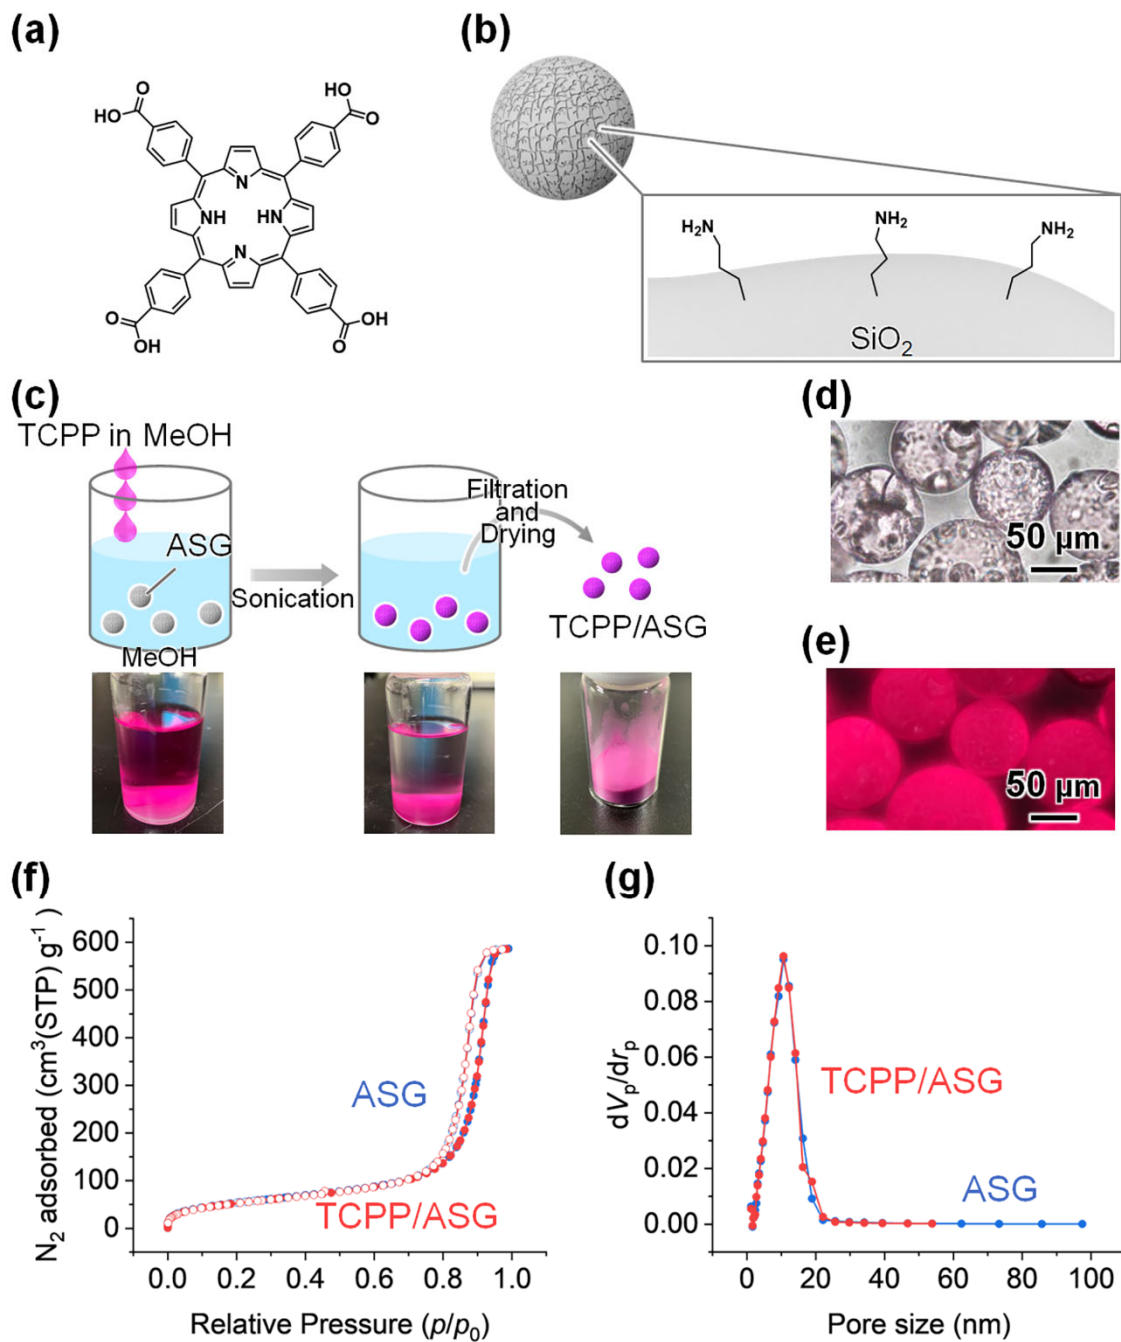 (a)
O
HO
OH
O
N
NH
HN
N
O
OH
OH
O
(b)
H2N
NH2
NH2
SiO2
(c)
TCPP in MeOH
ASG
Sonication
MeOH
Filtration
and
Drying
TCPP/ASG
(d)
50 µm
(e)
50 µm
(f)
N2 adsorbed (cm3(STP) g-1)
600
500
400
300
200
100
0
ASG
TCPP/ASG
0.0 0.2 0.4 0.6 0.8 1.0
Relative Pressure (p/p0)
(g)
dVp/drp
0.10
0.08
0.06
0.04
0.02
0.00
TCPP/ASG
ASG
0 20 40 60 80 100
Pore size (nm)